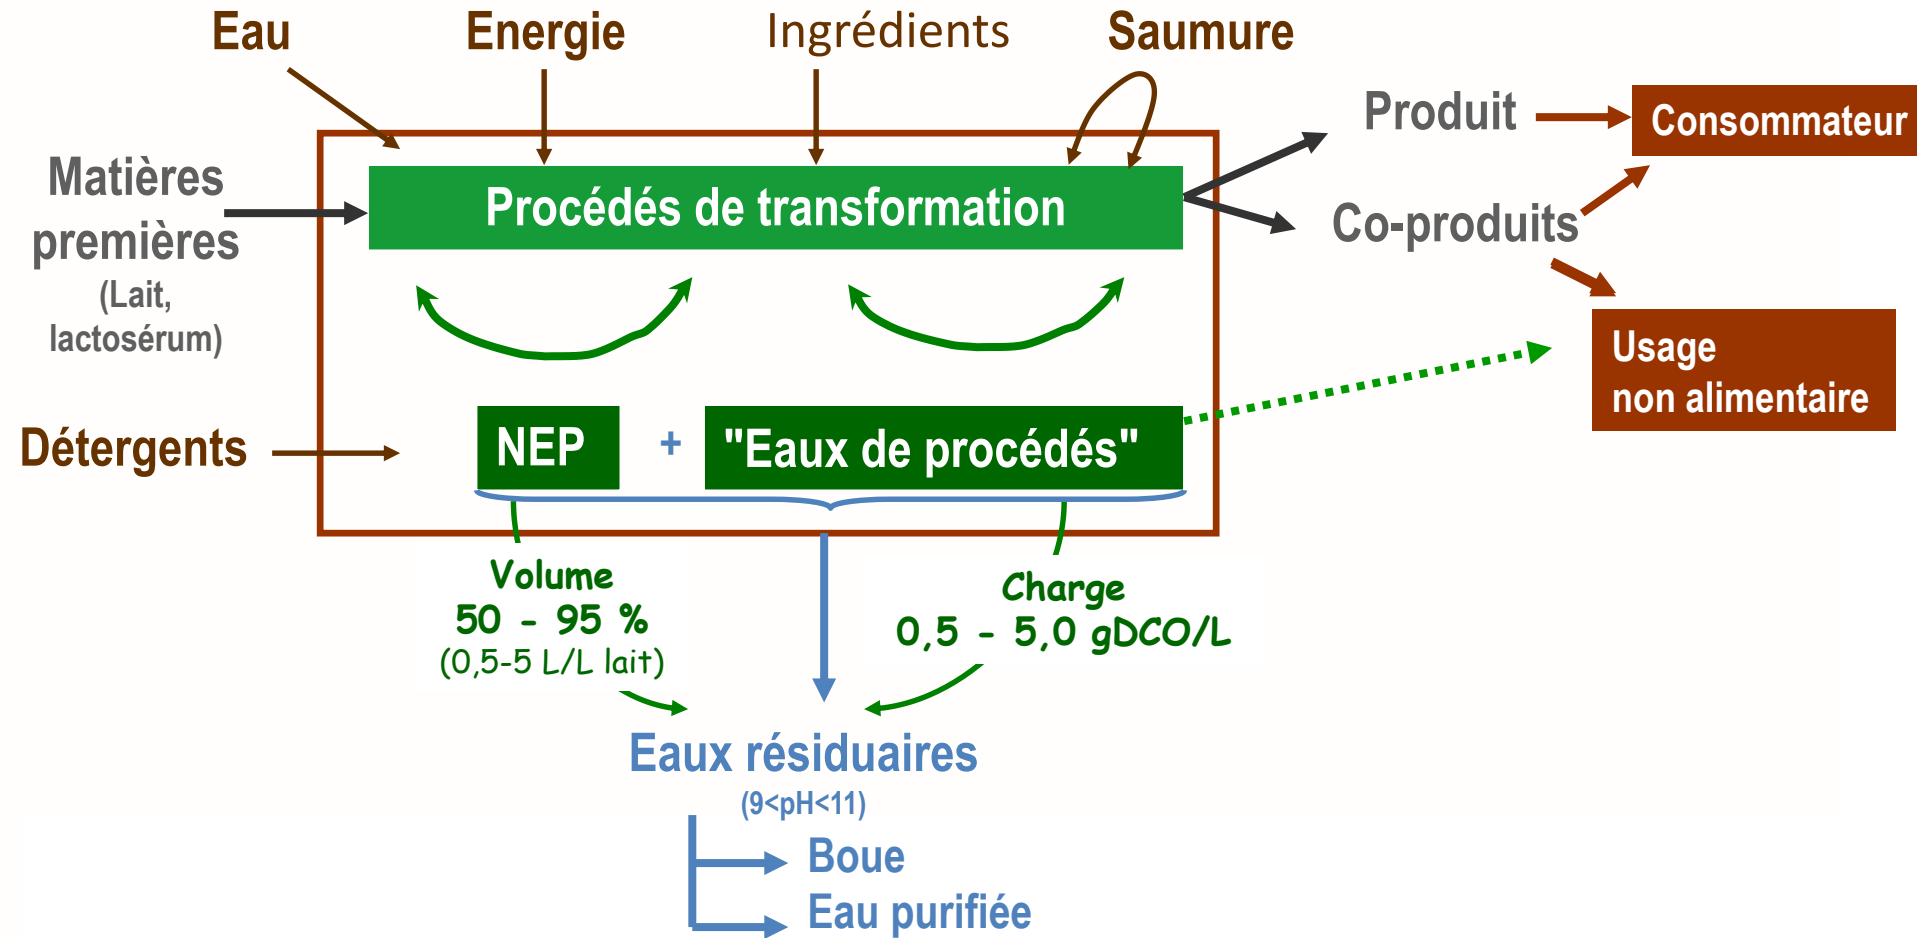 Eau
Energie
Ingrédients
Saumure
Produit
Consommateur
Matières
premières
(Lait,
lactosérum)
Procédés de transformation
Co-produits
Usage
non alimentaire
Détergents
NEP
+
"Eaux de procédés"
Volume
50 - 95 %
(0,5-5 L/L lait)
Charge
0,5 - 5,0 gDCO/L
Eaux résiduaires
(9<pH<11)
Boue
Eau purifiée